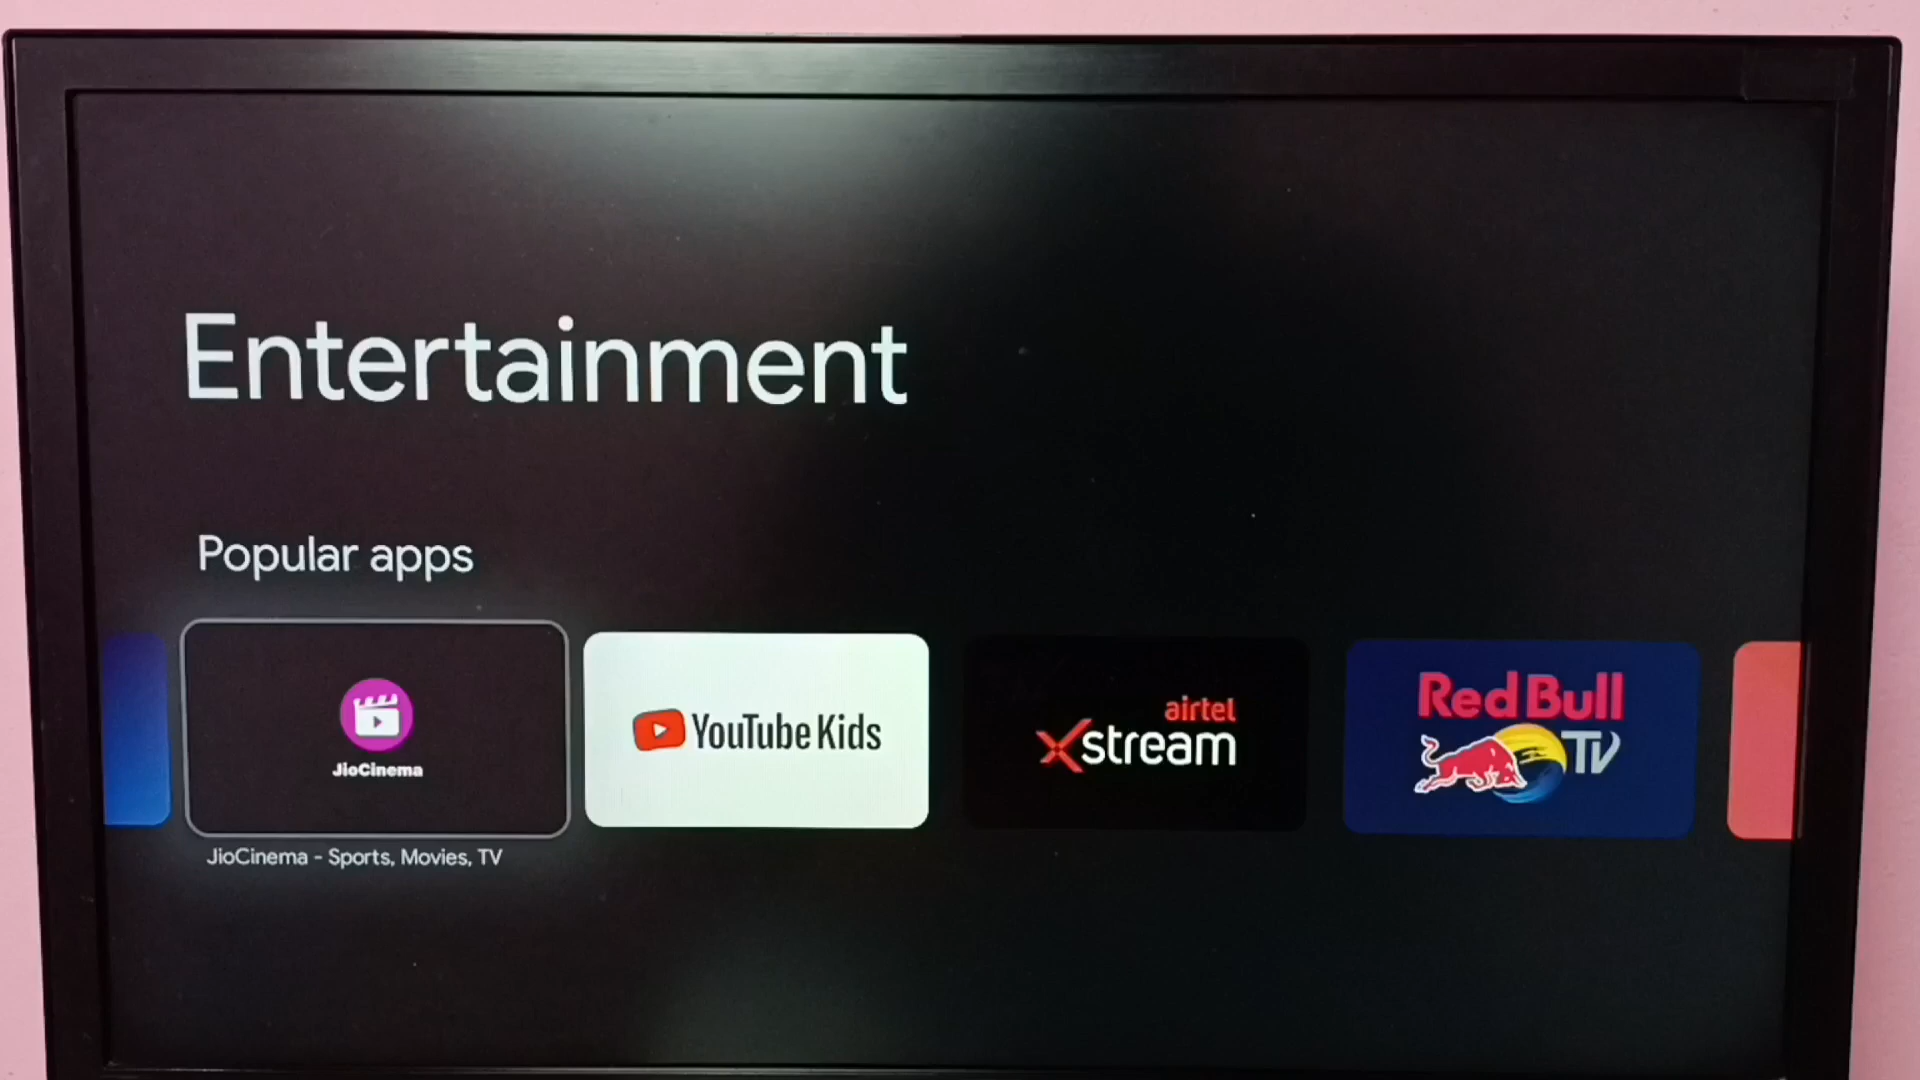 Entertainment
Popular apps
JioCinema
YouTube Kids
airtel
Xstream
Red Bull
TV
JioCinema - Sports, Movies, TV